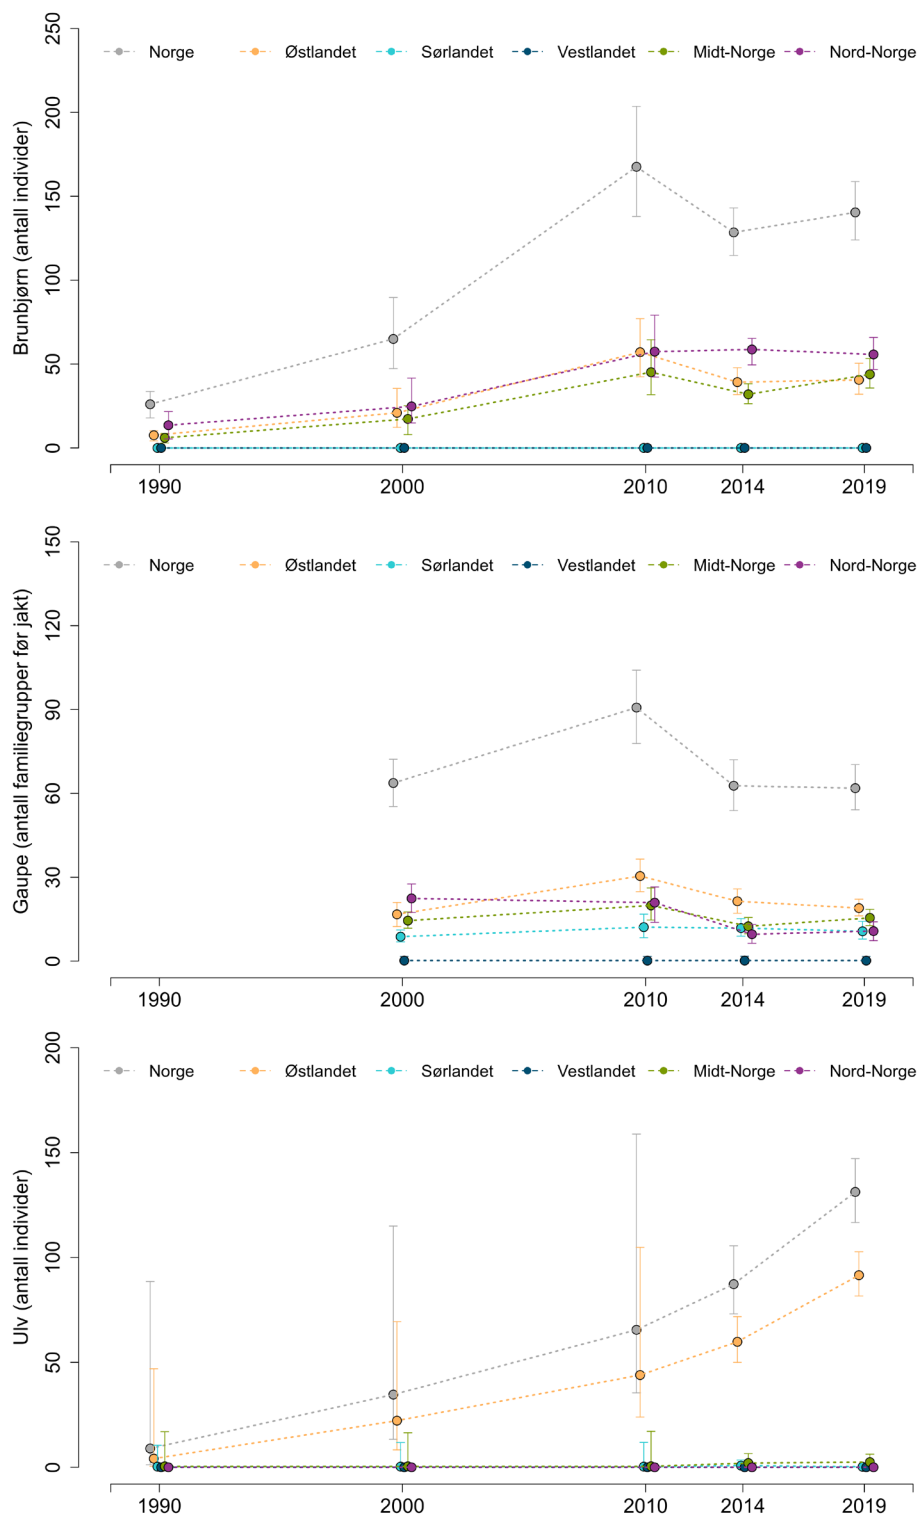 Brunbjørn (antall individer)
250
200
150
100
50
0
Norge Østlandet Sørlandet Vestlandet Midt-Norge Nord-Norge
1990 2000 2010 2014 2019
Gaupe (antall familiegrupper før jakt)
150
120
90
60
30
0
Norge Østlandet Sørlandet Vestlandet Midt-Norge Nord-Norge
1990 2000 2010 2014 2019
Ulv (antall individer)
200
150
100
50
0
Norge Østlandet Sørlandet Vestlandet Midt-Norge Nord-Norge
1990 2000 2010 2014 2019